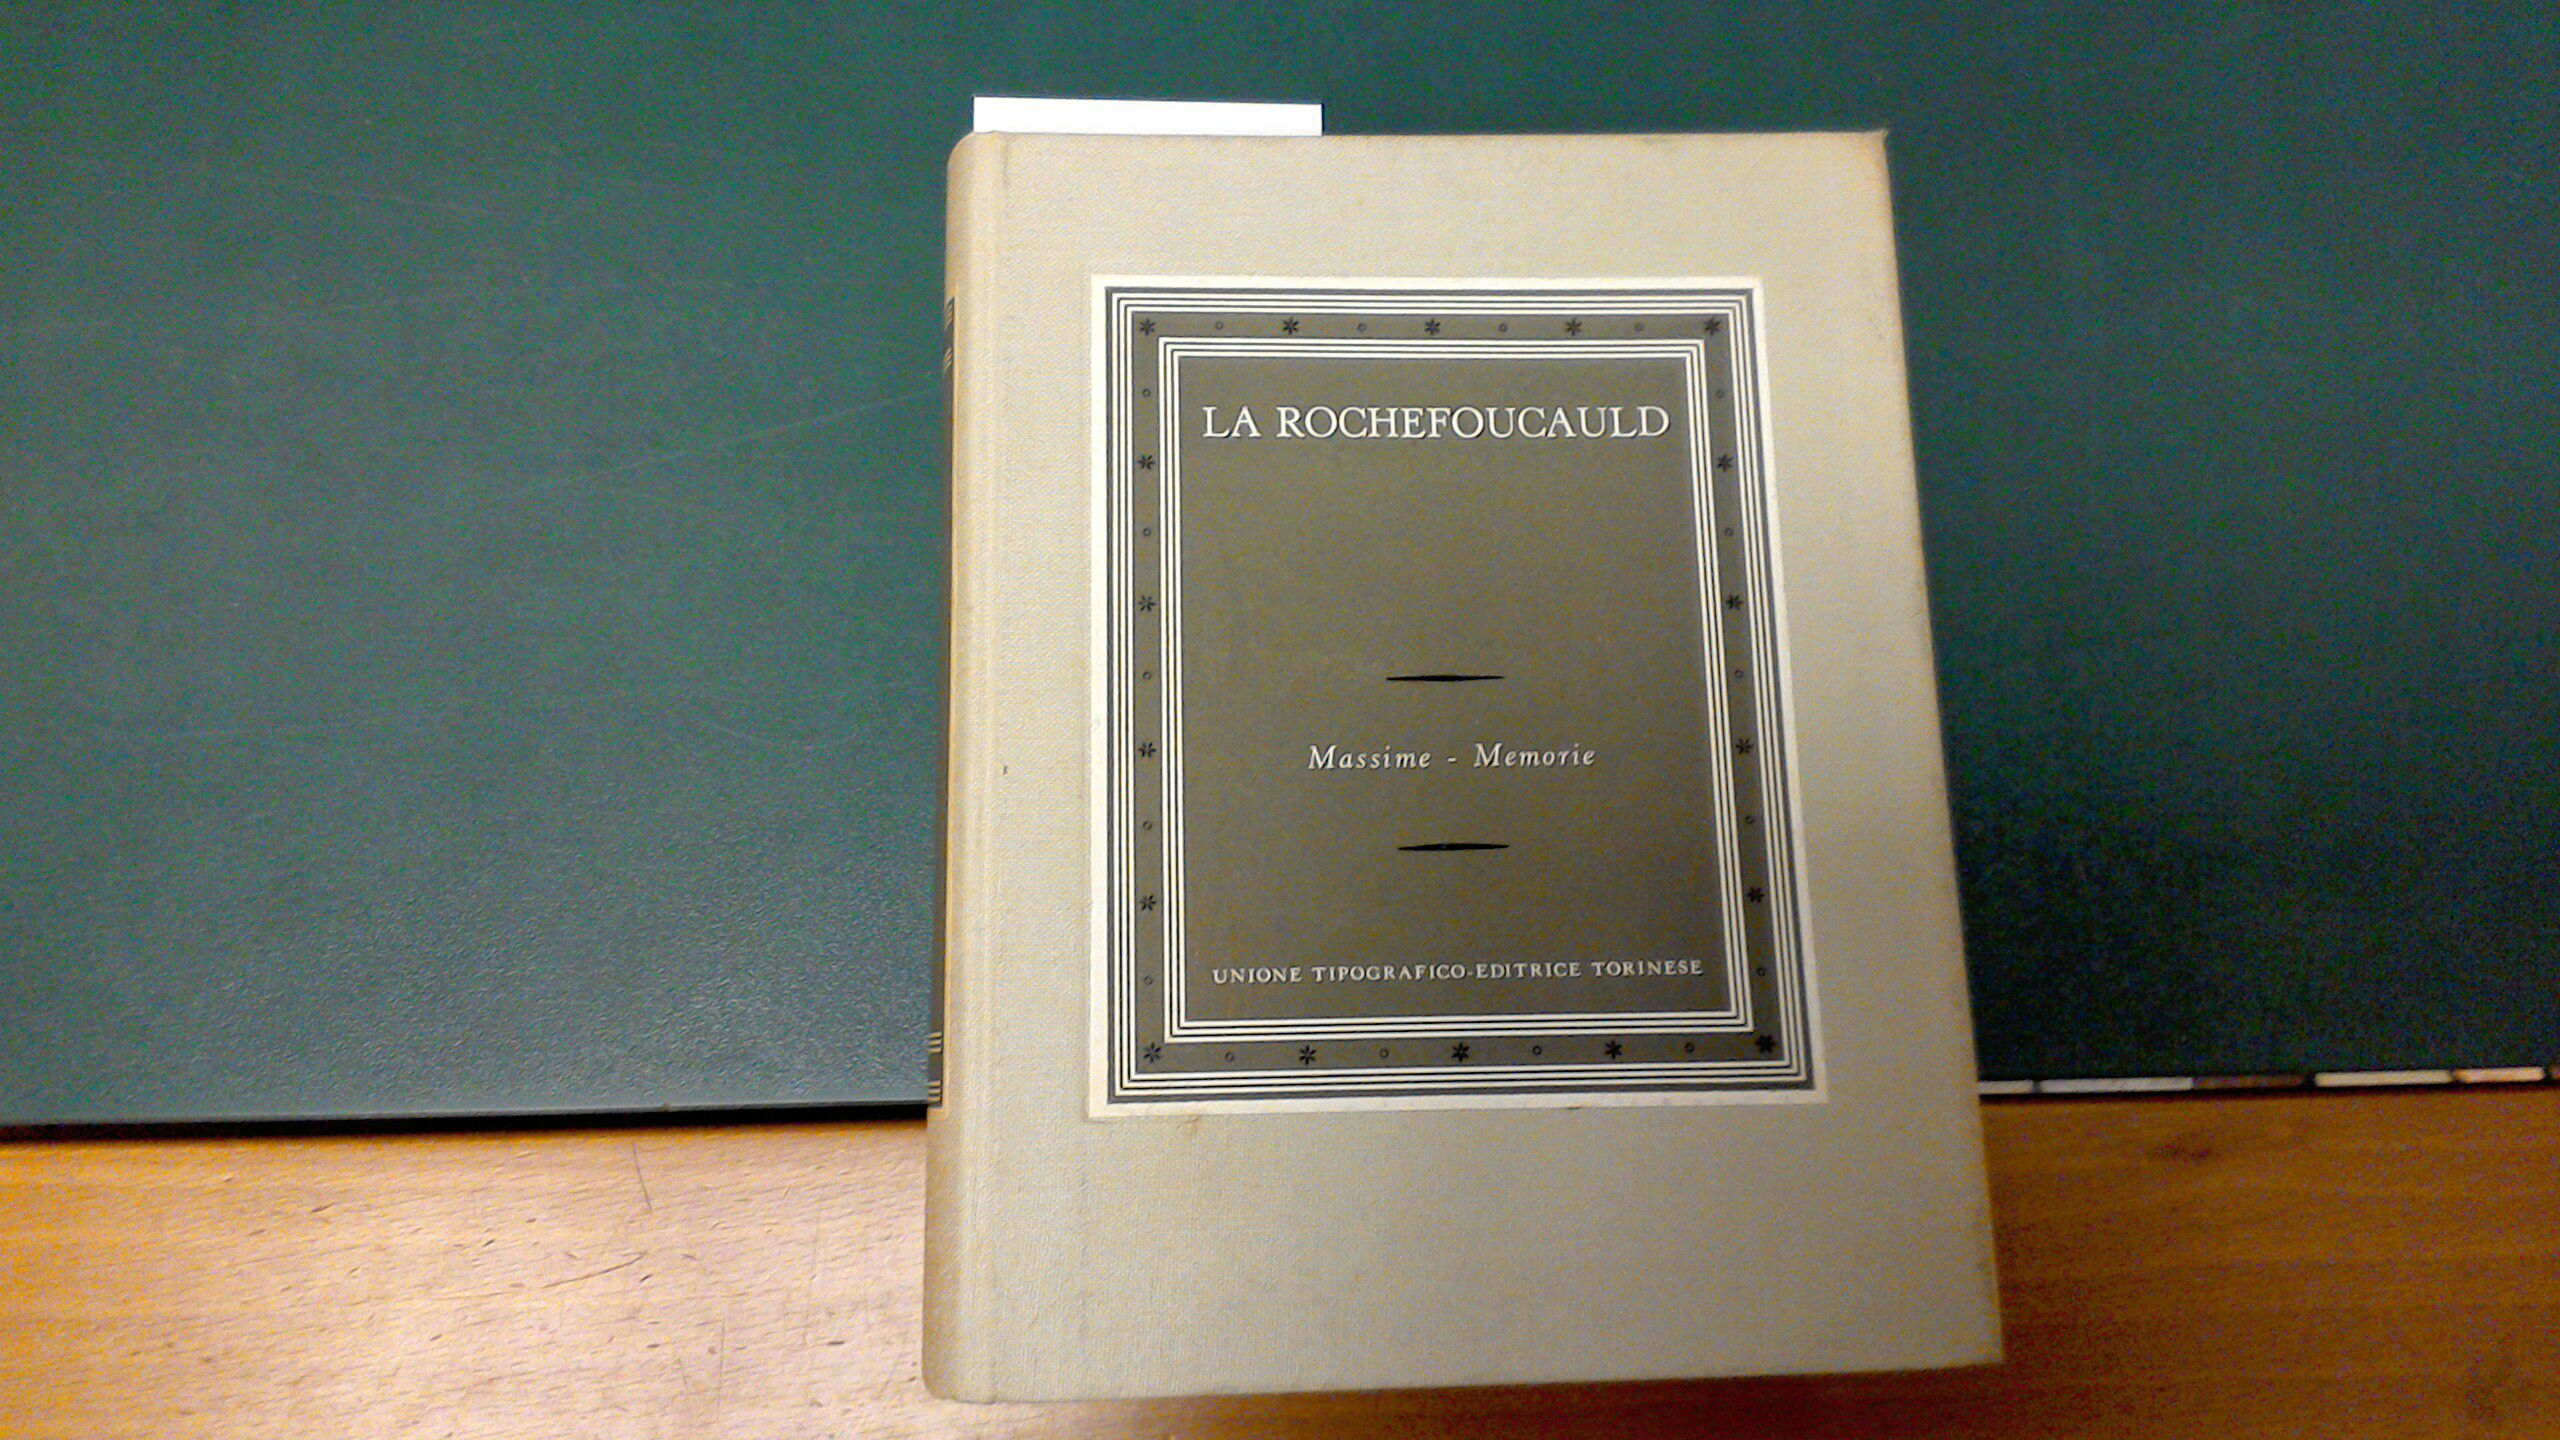 LA ROCHEFOUCAULD
Massime - Memorie
UNIONE TIPOGRAFICO-EDITRICE TORINESE